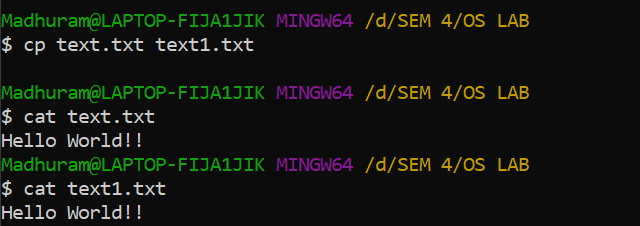 Madhuram@LAPTOP-FIJA1JIK MINGW64 /d/SEM 4/OS LAB
$ cp text.txt text1.txt
Madhuram@LAPTOP-FIJA1JIK MINGW64 /d/SEM 4/OS LAB
$ cat text.txt
Hello World!!
Madhuram@LAPTOP-FIJA1JIK MINGW64 /d/SEM 4/OS LAB
$ cat text1.txt
Hello World!!